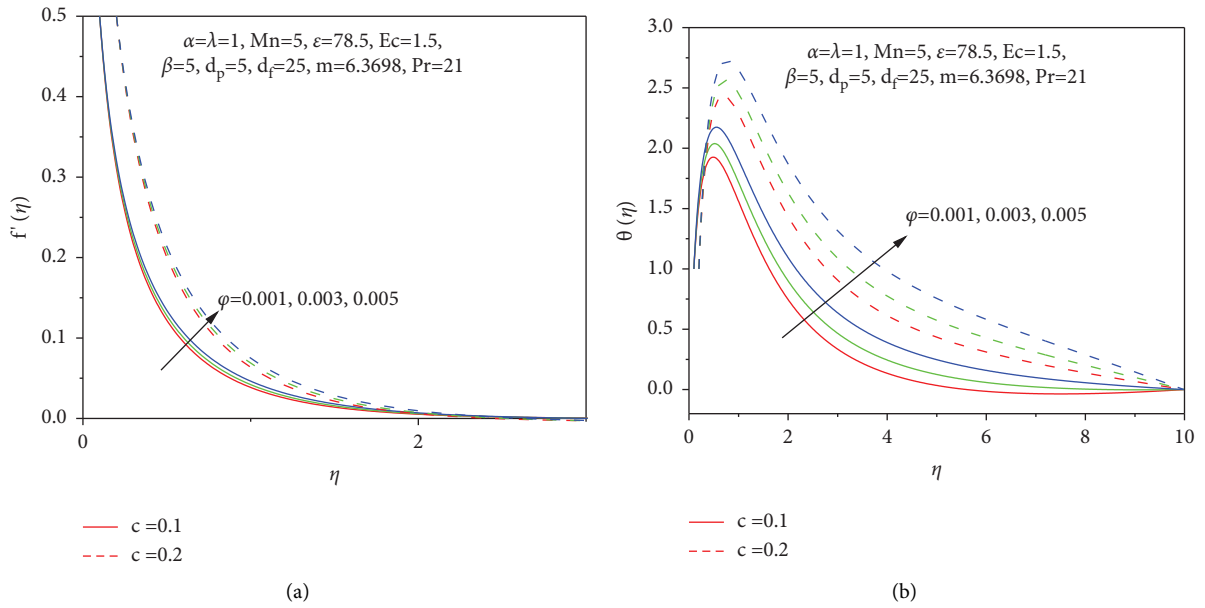 0.5
0.4
0.3
0.2
0.1
0.0
f' (η)
α=λ=1, Mn=5, ε=78.5, Ec=1.5,
β=5, dp=5, df=25, m=6.3698, Pr=21
φ=0.001, 0.003, 0.005
0
2
η
c =0.1
c =0.2
(a)
3.0
2.5
2.0
1.5
1.0
0.5
0.0
θ (η)
α=λ=1, Mn=5, ε=78.5, Ec=1.5,
β=5, dp=5, df=25, m=6.3698, Pr=21
φ=0.001, 0.003, 0.005
0
2
4
6
8
10
η
c =0.1
c =0.2
(b)